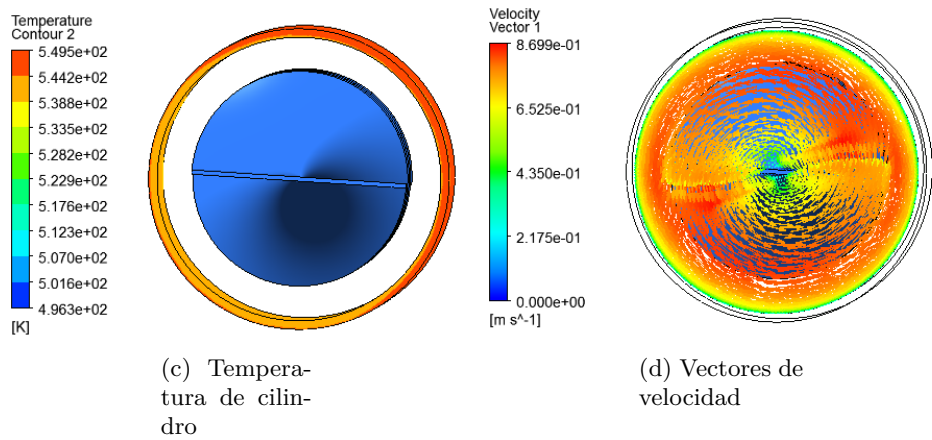 Temperature
Contour 2
5.495e+02
5.442e+02
5.388e+02
5.335e+02
5.282e+02
5.229e+02
5.176e+02
5.123e+02
5.070e+02
5.016e+02
4.963e+02
[K]
Velocity
Vector 1
8.699e-01
6.525e-01
4.350e-01
2.175e-01
0.000e+00
[m s^-1]
(c) Tempera-
tura de cilin-
dro
(d) Vectores de
velocidad